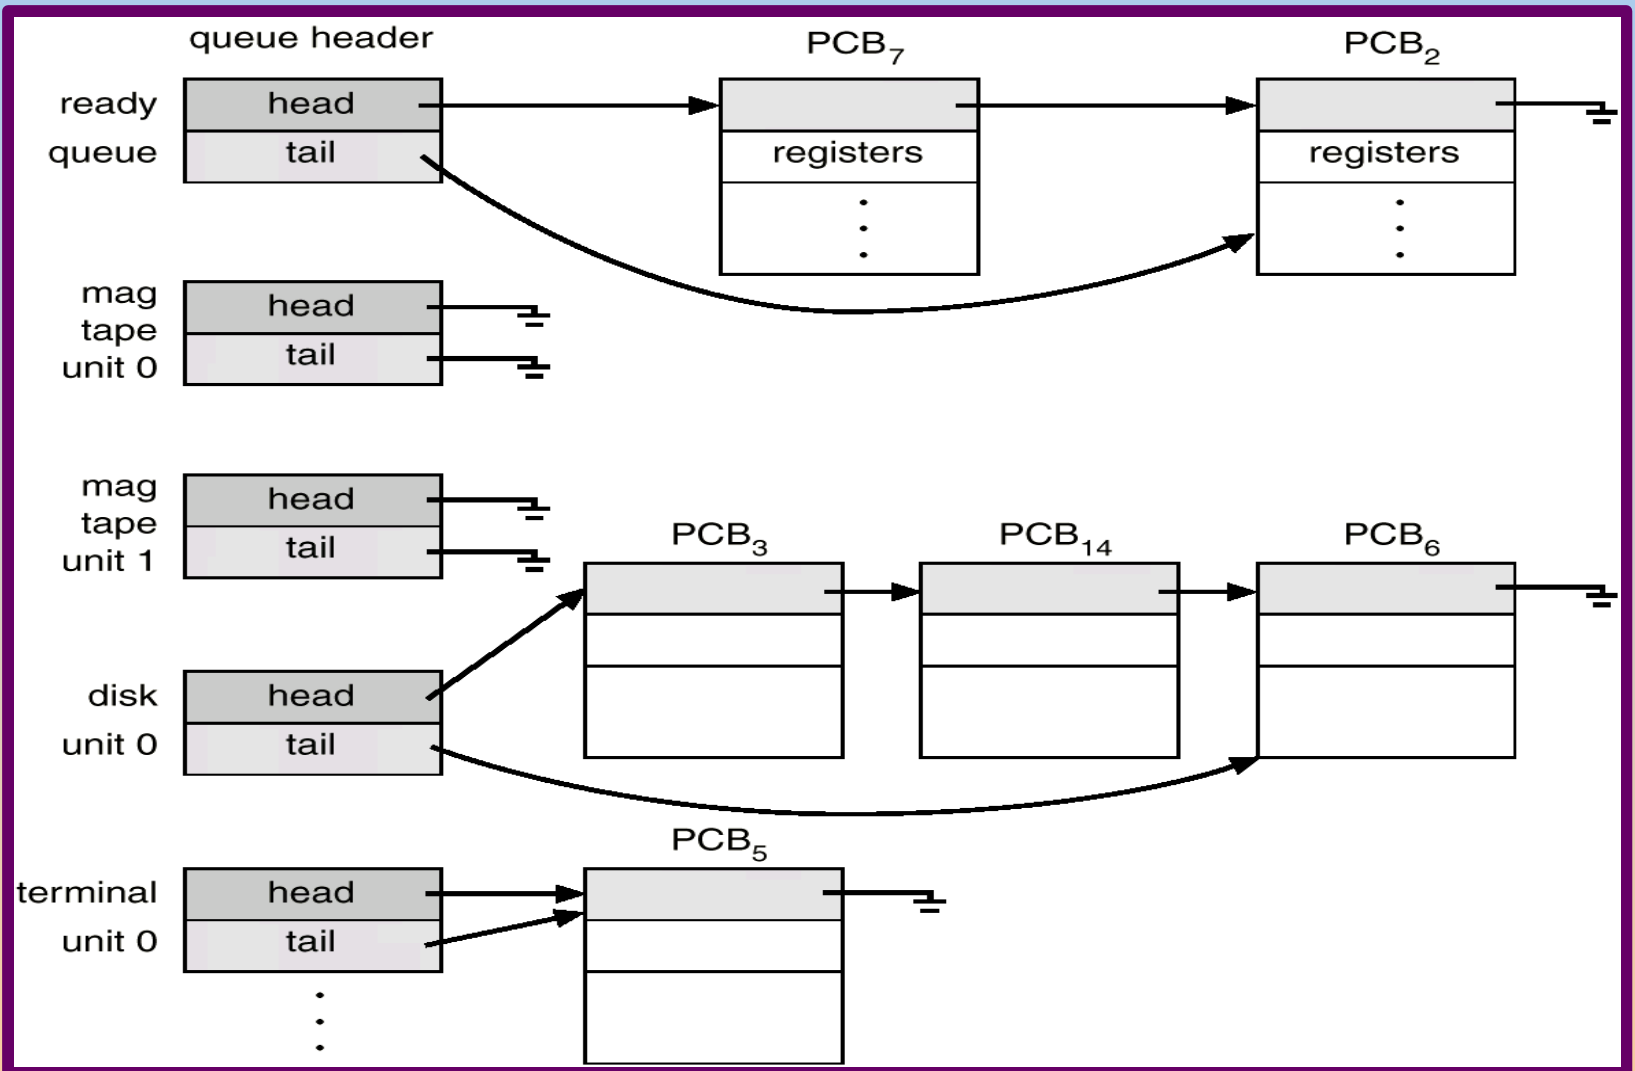 queue header
PCB7
PCB2
ready
queue
head
tail
registers
registers
mag
tape
unit 0
head
tail
mag
tape
unit 1
head
tail
PCB3
PCB14
PCB6
disk
unit 0
head
tail
PCB5
terminal
unit 0
head
tail